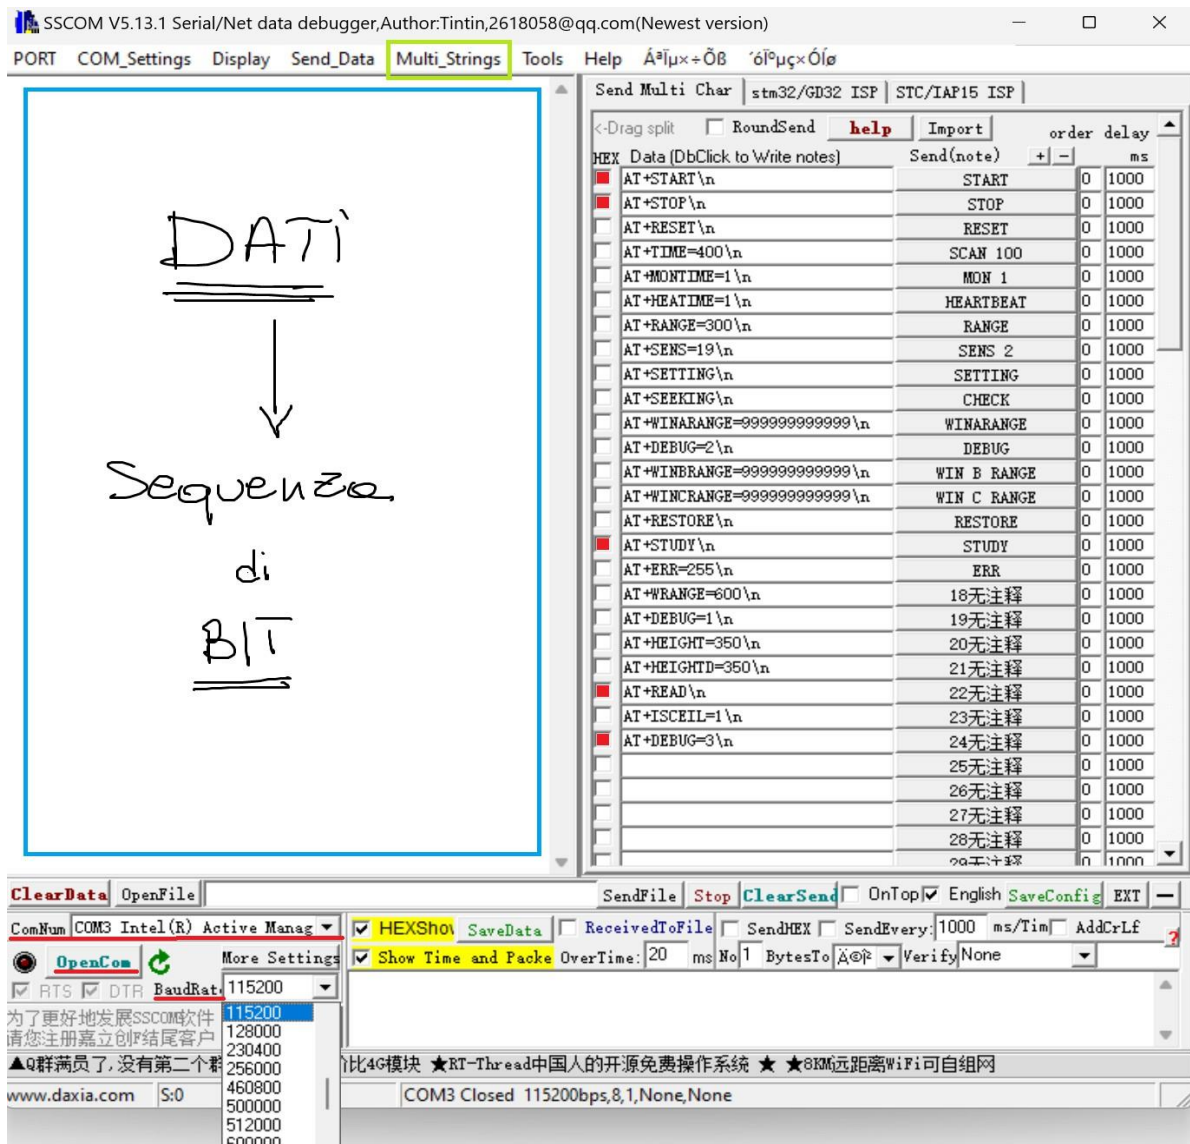 SSCOM V5.13.1 Serial/Net data debugger,Author:Tintin,2618058@qq.com(Newest version)
PORT COM_Settings Display Send_Data Multi_Strings Tools Help ÁªÏµ×÷Õß ´óÏºµç×ÓÍø
DATI
Sequenza
di
BIT
Send Multi Char stm32/GD32 ISP STC/IAP15 ISP
<-Drag split RoundSend help Import order delay
HEX Data (DbClick to Write notes) Send(note) + - ms
AT+START\n START 0 1000
AT+STOP\n STOP 0 1000
AT+RESET\n RESET 0 1000
AT+TIME=400\n SCAN 100 0 1000
AT+MONTIME=1\n MON 1 0 1000
AT+HEATIME=1\n HEARTBEAT 0 1000
AT+RANGE=300\n RANGE 0 1000
AT+SENS=19\n SENS 2 0 1000
AT+SETTING\n SETTING 0 1000
AT+SEEKING\n CHECK 0 1000
AT+WINARANGE=999999999999\n WINARANGE 0 1000
AT+DEBUG=2\n DEBUG 0 1000
AT+WINBRANGE=999999999999\n WIN B RANGE 0 1000
AT+WINCRANGE=999999999999\n WIN C RANGE 0 1000
AT+RESTORE\n RESTORE 0 1000
AT+STUDY\n STUDY 0 1000
AT+ERR=255\n ERR 0 1000
AT+WRANGE=600\n 18无注释 0 1000
AT+DEBUG=1\n 19无注释 0 1000
AT+HEIGHT=350\n 20无注释 0 1000
AT+HEIGHTD=350\n 21无注释 0 1000
AT+READ\n 22无注释 0 1000
AT+ISCEIL=1\n 23无注释 0 1000
AT+DEBUG=3\n 24无注释 0 1000
25无注释 0 1000
26无注释 0 1000
27无注释 0 1000
28无注释 0 1000
29无注释 0 1000
ClearData OpenFile SendFile Stop ClearSend OnTop English SaveConfig EXT —
ComNum COM3 Intel(R) Active Manag HEXShow SaveData ReceivedToFile SendHEX SendEvery: 1000 ms/Tim AddCrLf
OpenCom More Settings Show Time and Packe OverTime: 20 ms No 1 BytesTo Verify None ?
RTS DTR BaudRat 115200
为了更好地发展SSCOM软件
请您注册嘉立创F结尾客户
115200
128000
230400
256000
460800
500000
512000
600000
▲Q群满员了,没有第二个群 比4G模块 ★RT-Thread中国人的开源免费操作系统 ★ ★8KM远距离WiFi可自组网
www.daxia.com S:0 COM3 Closed 115200bps,8,1,None,None